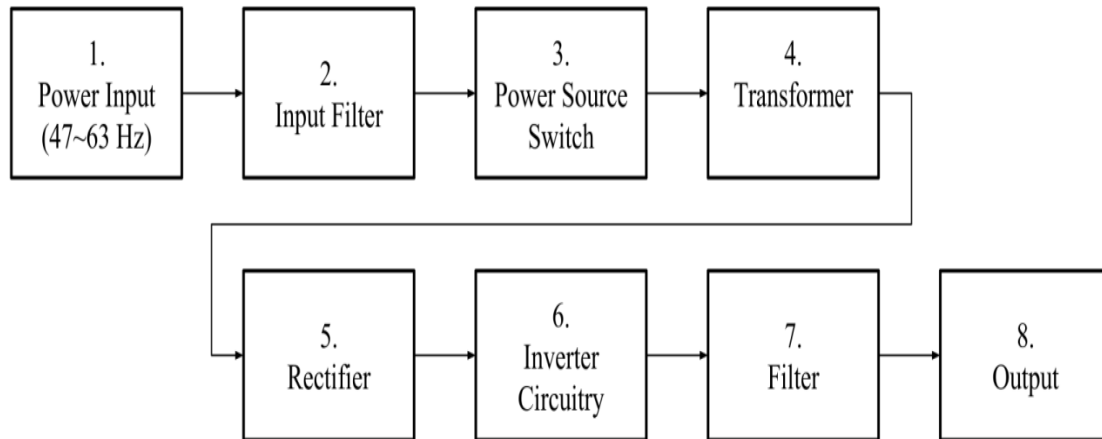 1.
Power Input
(47~63 Hz)
2.
Input Filter
3.
Power Source
Switch
4.
Transformer
5.
Rectifier
6.
Inverter
Circuitry
7.
Filter
8.
Output